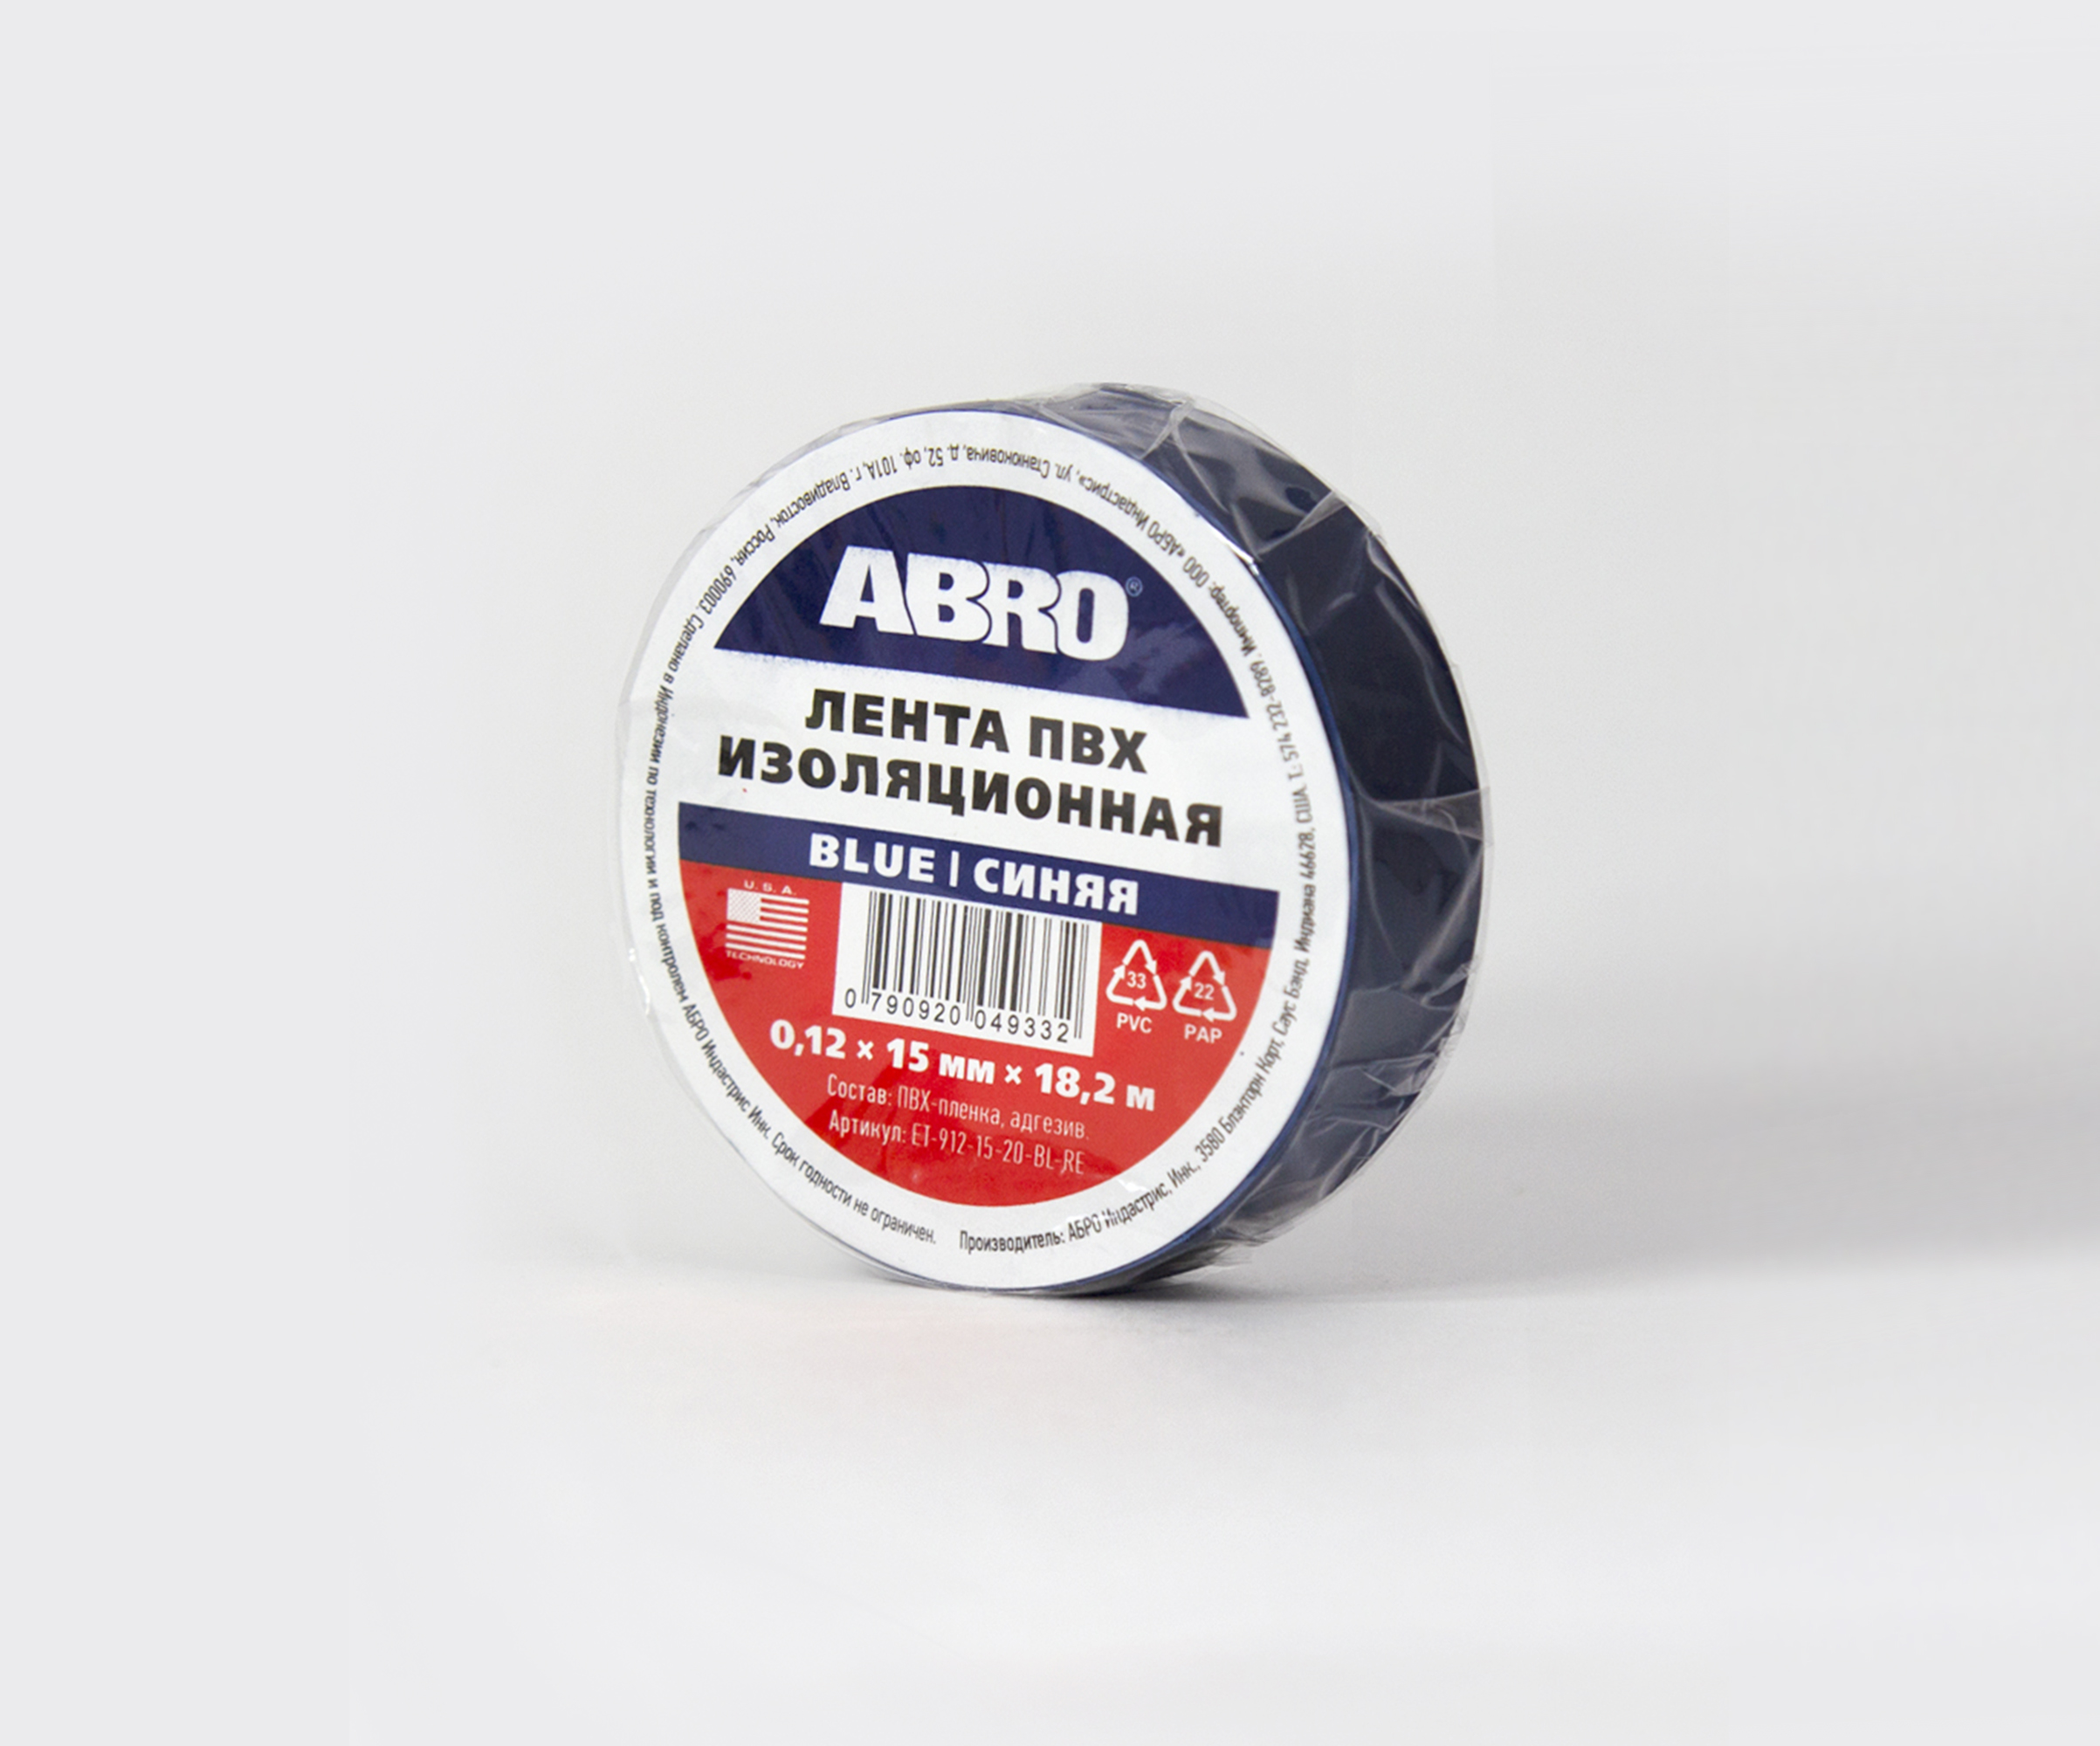 ABRO®
ЛЕНТА ПВХ
ИЗОЛЯЦИОННАЯ
BLUE | СИНЯЯ
U. S. A.
TECHNOLOGY
0 790920 049332
33
PVC
22
PAP
0,12 × 15 мм × 18,2 м
Состав: ПВХ-пленка, адгезив.
Артикул: ET-912-15-20-BL-RE
Производитель: АБРО Индастрис, Инк., 3580 Блэкторн Корт, Саус Бэнд, Индиана 46628, США, Т.: 574 232-8289. Импортер: ООО «АБРО Индастрис», ул. Станюковича, д. 52, оф. 101А, г. Владивосток, Россия, 690003. Сделано в Индонезии по технологии и под контролем АБРО Индастрис Инк. Срок годности не ограничен.